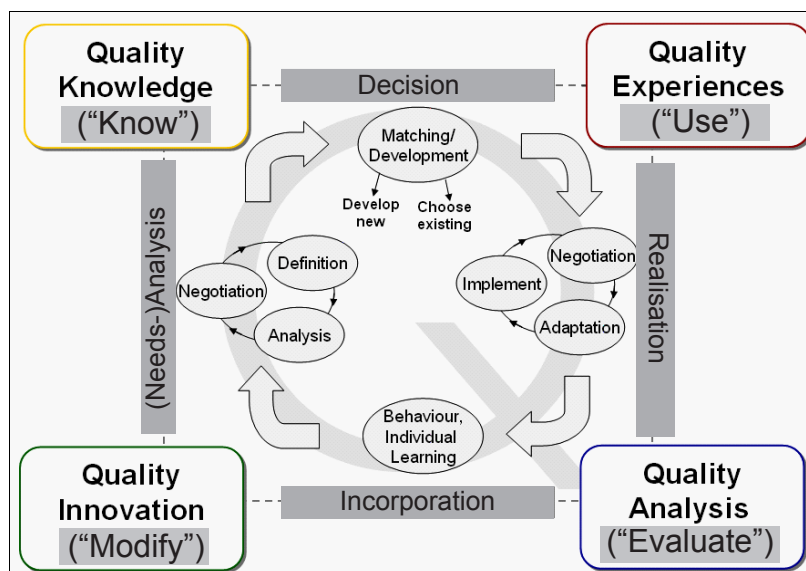 Quality
Knowledge
(“Know”)
Decision
Quality
Experiences
(“Use”)
Matching/
Development
Develop
new
Choose
existing
(Needs-)Analysis
Definition
Negotiation
Analysis
Negotiation
Implement
Adaptation
Realisation
Behaviour,
Individual
Learning
Quality
Innovation
(“Modify”)
Incorporation
Quality
Analysis
(“Evaluate”)